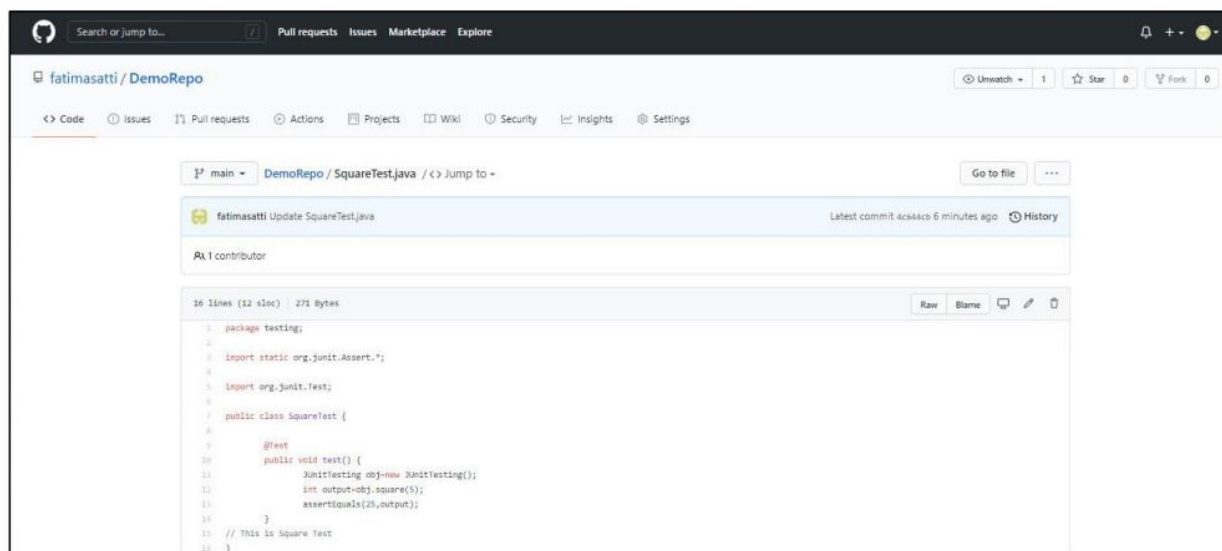 Search or jump to... / Pull requests Issues Marketplace Explore
fatimasatti / DemoRepo Unwatch 1 Star 0 Fork 0
<> Code Issues Pull requests Actions Projects Wiki Security Insights Settings
main DemoRepo / SquareTest.java / <> Jump to Go to file ...
fatimasatti Update SquareTest.java Latest commit 6 minutes ago History
1 contributor
16 lines (12 sloc) 271 Bytes Raw Blame
1 package testing;
2
3 import static org.junit.Assert.*;
4
5 import org.junit.Test;
6
7 public class SquareTest {
8
9 @Test
10 public void test() {
11 JUnitTesting obj=new JUnitTesting();
12 int output=obj.square(5);
13 assertEquals(25,output);
14 }
15 // This is Square Test
16 }